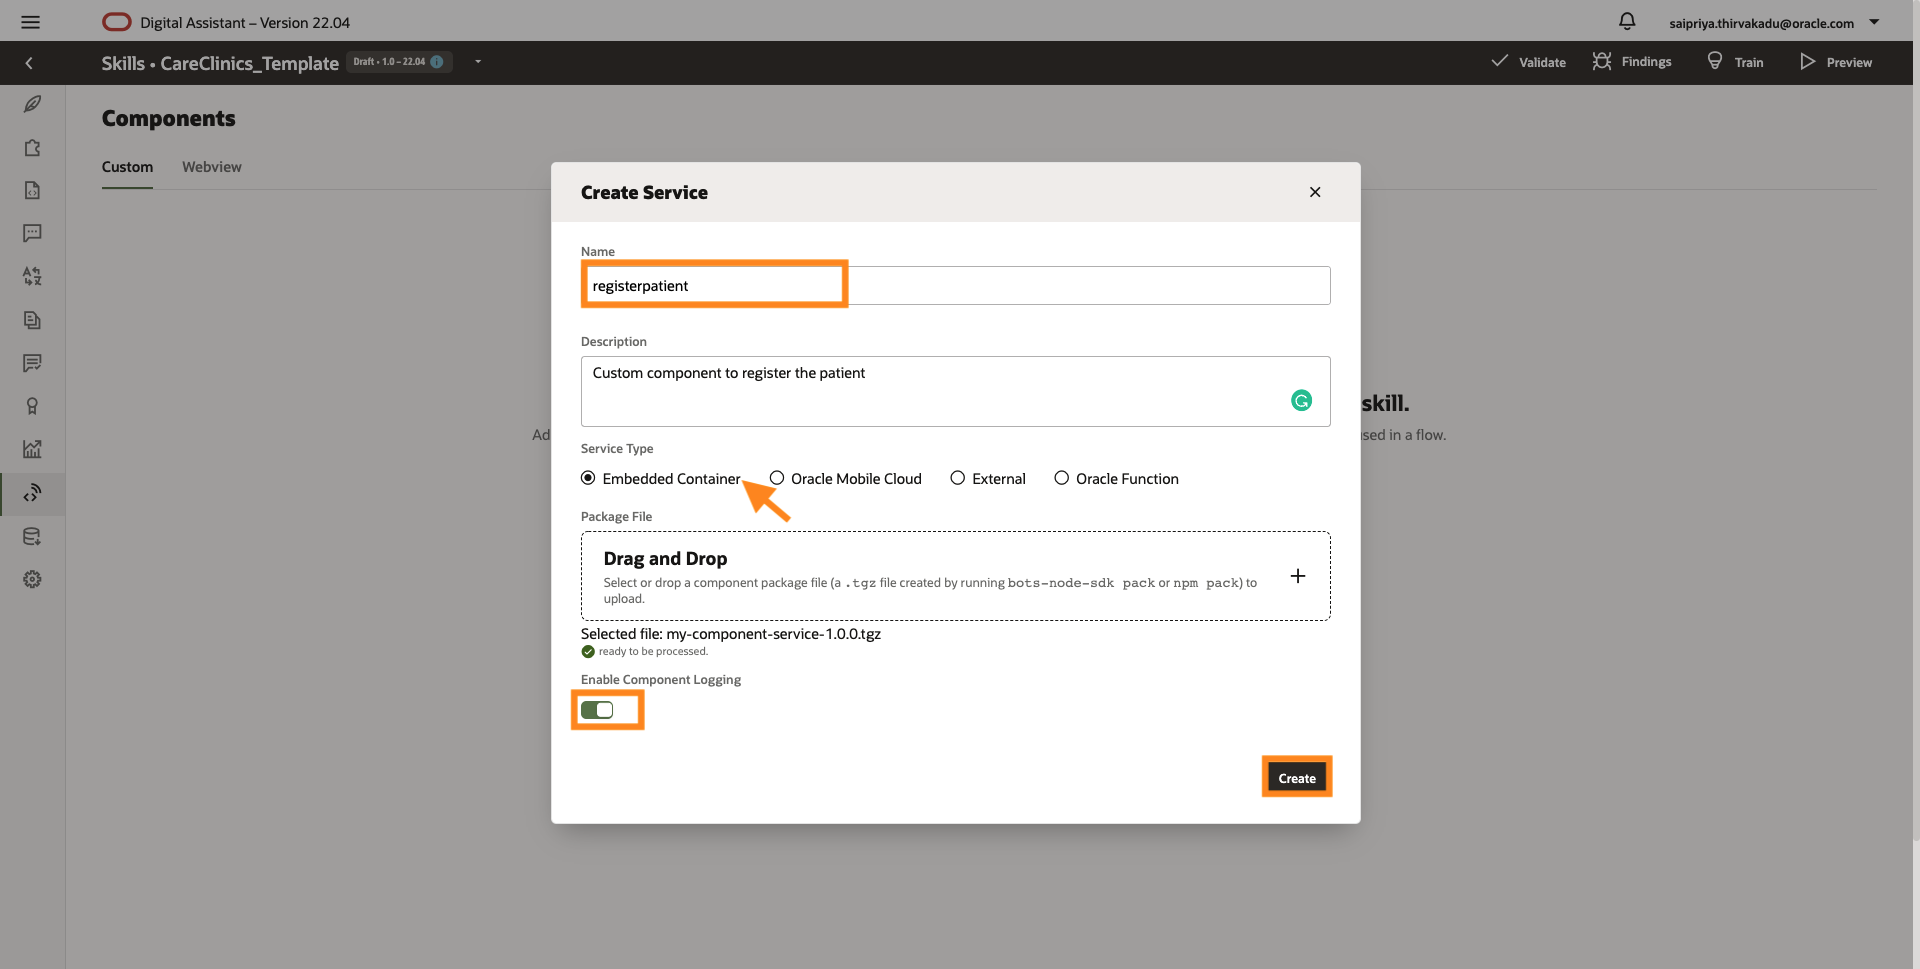 Digital Assistant – Version 22.04
saipriya.thirvakadu@oracle.com
Skills • CareClinics_Template
Draft • 1.0 – 22.04
Validate
Findings
Train
Preview
Components
Custom
Webview
Create Service
Name
registerpatient
Description
Custom component to register the patient
skill.
Ad
sed in a flow.
Service Type
Embedded Container
Oracle Mobile Cloud
External
Oracle Function
Package File
Drag and Drop
Select or drop a component package file (a .tgz file created by running bots-node-sdk pack or npm pack) to
upload.
Selected file: my-component-service-1.0.0.tgz
ready to be processed.
Enable Component Logging
Create